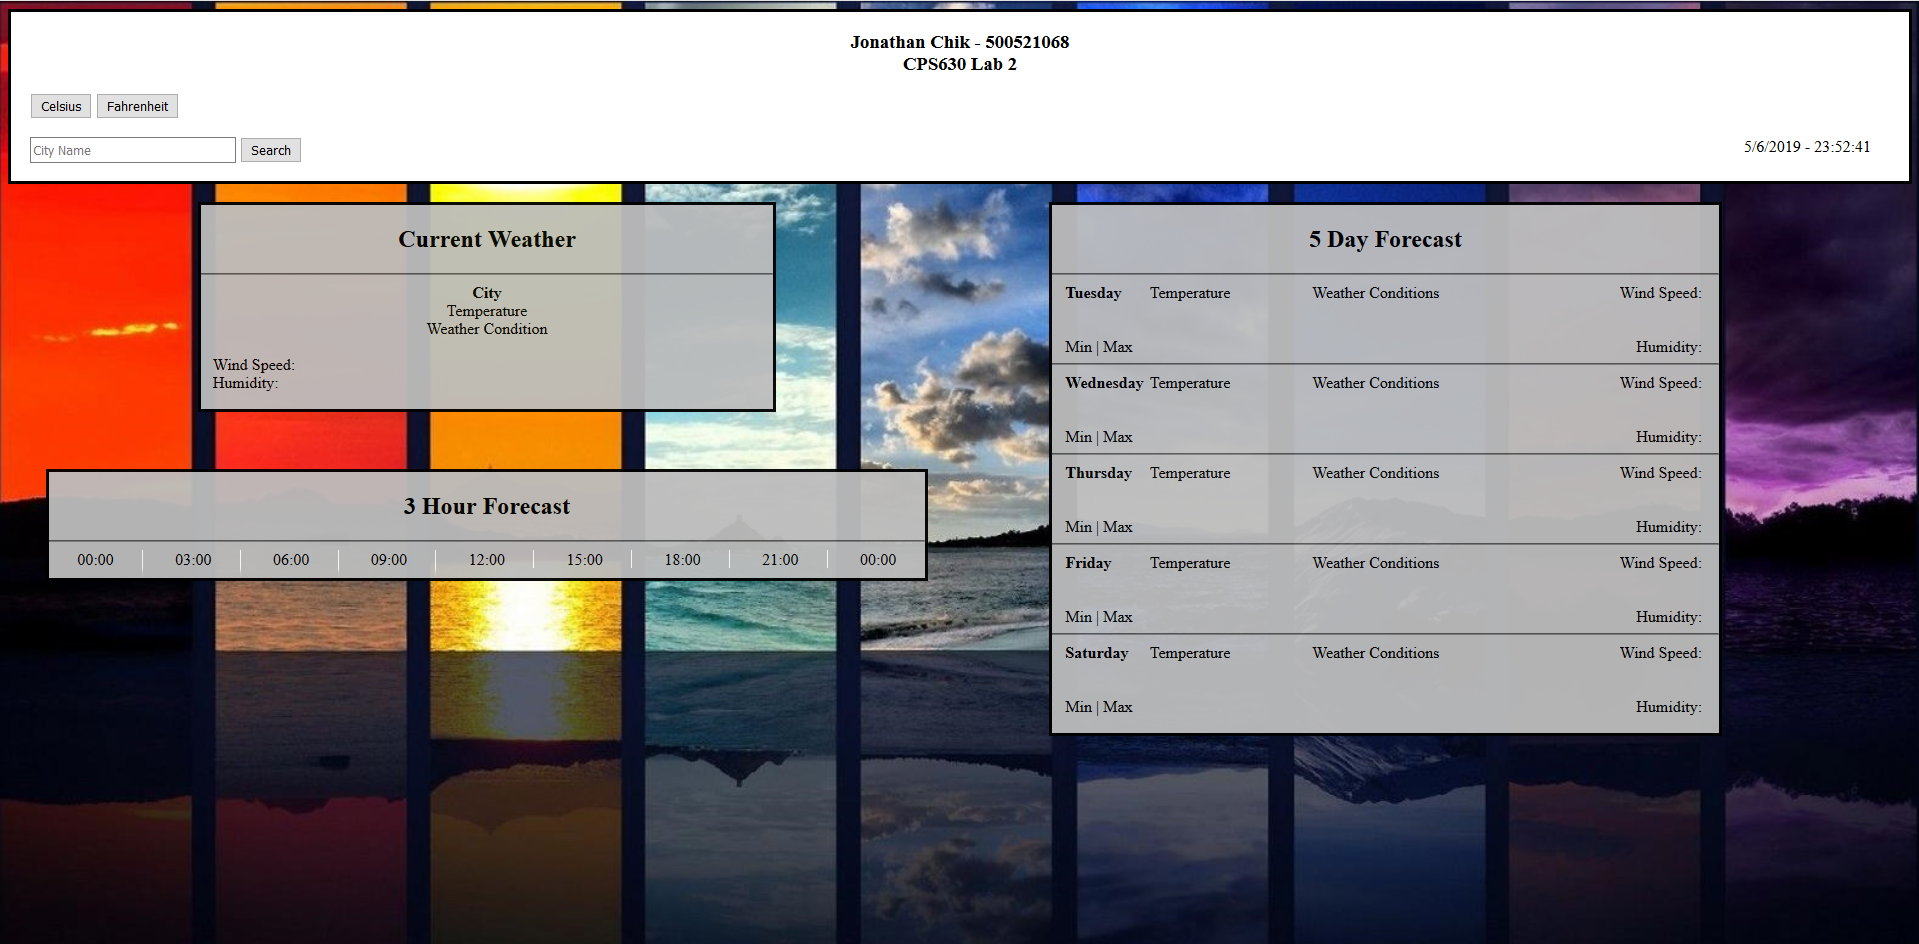 Jonathan Chik - 500521068
CPS630 Lab 2
Celsius Fahrenheit
City Name Search
5/6/2019 - 23:52:41
Current Weather
City
Temperature
Weather Condition
Wind Speed:
Humidity:
3 Hour Forecast
00:00 03:00 06:00 09:00 12:00 15:00 18:00 21:00 00:00
5 Day Forecast
Tuesday Temperature Weather Conditions Wind Speed:
Min | Max Humidity:
Wednesday Temperature Weather Conditions Wind Speed:
Min | Max Humidity:
Thursday Temperature Weather Conditions Wind Speed:
Min | Max Humidity:
Friday Temperature Weather Conditions Wind Speed:
Min | Max Humidity:
Saturday Temperature Weather Conditions Wind Speed:
Min | Max Humidity: